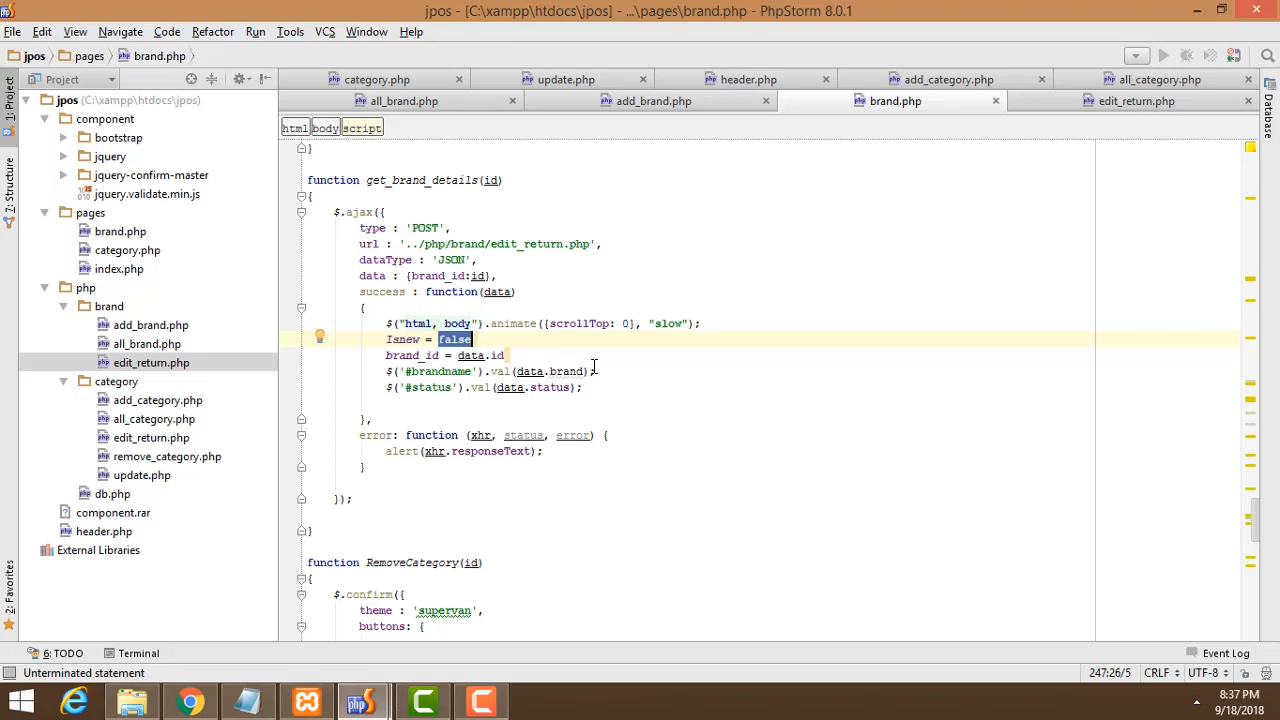 jpos - [C:\xampp\htdocs\jpos] - ...\pages\brand.php - PhpStorm 8.0.1
File Edit View Navigate Code Refactor Run Tools VCS Window Help
jpos pages brand.php
Project
category.php update.php header.php add_category.php all_category.php
all_brand.php add_brand.php brand.php edit_return.php
html body script
1: Project
7: Structure
2: Favorites
Database
jpos (C:\xampp\htdocs\jpos)
component
bootstrap
jquery
jquery-confirm-master
jquery.validate.min.js
pages
brand.php
category.php
index.php
php
brand
add_brand.php
all_brand.php
edit_return.php
category
add_category.php
all_category.php
edit_return.php
remove_category.php
update.php
db.php
component.rar
header.php
External Libraries
}
function get_brand_details(id)
{
$.ajax({
type : 'POST',
url : '../php/brand/edit_return.php',
dataType : 'JSON',
data : {brand_id:id},
success : function(data)
{
$("html, body").animate({scrollTop: 0}, "slow");
Isnew = false
brand_id = data.id
$('#brandname').val(data.brand);
$('#status').val(data.status);
},
error: function (xhr, status, error) {
alert(xhr.responseText);
}
});
}
function RemoveCategory(id)
{
$.confirm({
theme : 'supervan',
buttons: {
6: TODO Terminal Event Log
Unterminated statement 247:26/5 CRLF UTF-8
8:37 PM
9/18/2018